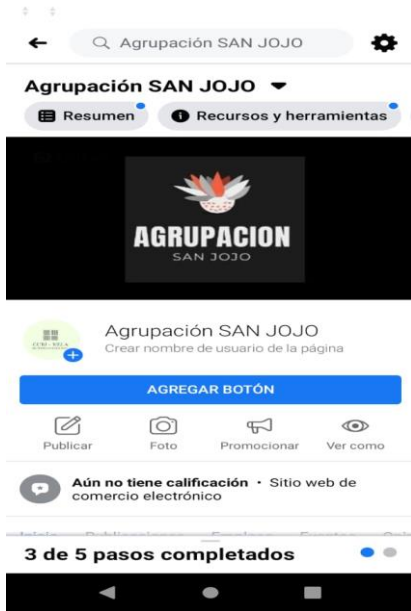 Agrupación SAN JOJO
Agrupación SAN JOJO
Resumen
Recursos y herramientas
AGRUPACION
SAN JOJO
Agrupación SAN JOJO
Crear nombre de usuario de la página
AGREGAR BOTÓN
Publicar
Foto
Promocionar
Ver como
Aún no tiene calificación · Sitio web de
comercio electrónico
3 de 5 pasos completados